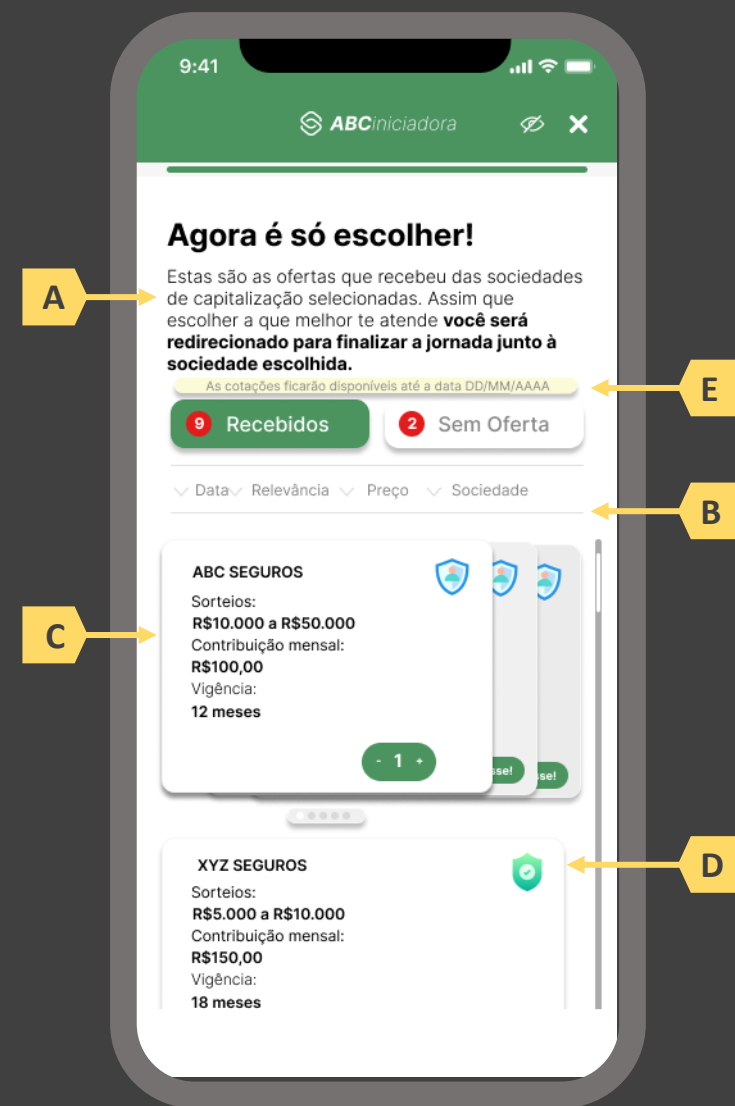 9:41
ABCiniciadora
Agora é só escolher!
Estas são as ofertas que recebeu das sociedades
de capitalização selecionadas. Assim que
escolher a que melhor te atende você será
redirecionado para finalizar a jornada junto à
sociedade escolhida.
A
As cotações ficarão disponíveis até a data DD/MM/AAAA
E
9 Recebidos
2 Sem Oferta
Data Relevância Preço Sociedade
B
ABC SEGUROS
Sorteios:
R$10.000 a R$50.000
Contribuição mensal:
R$100,00
Vigência:
12 meses
C
- 1 +
sse!
sse!
XYZ SEGUROS
D
Sorteios:
R$5.000 a R$10.000
Contribuição mensal:
R$150,00
Vigência:
18 meses